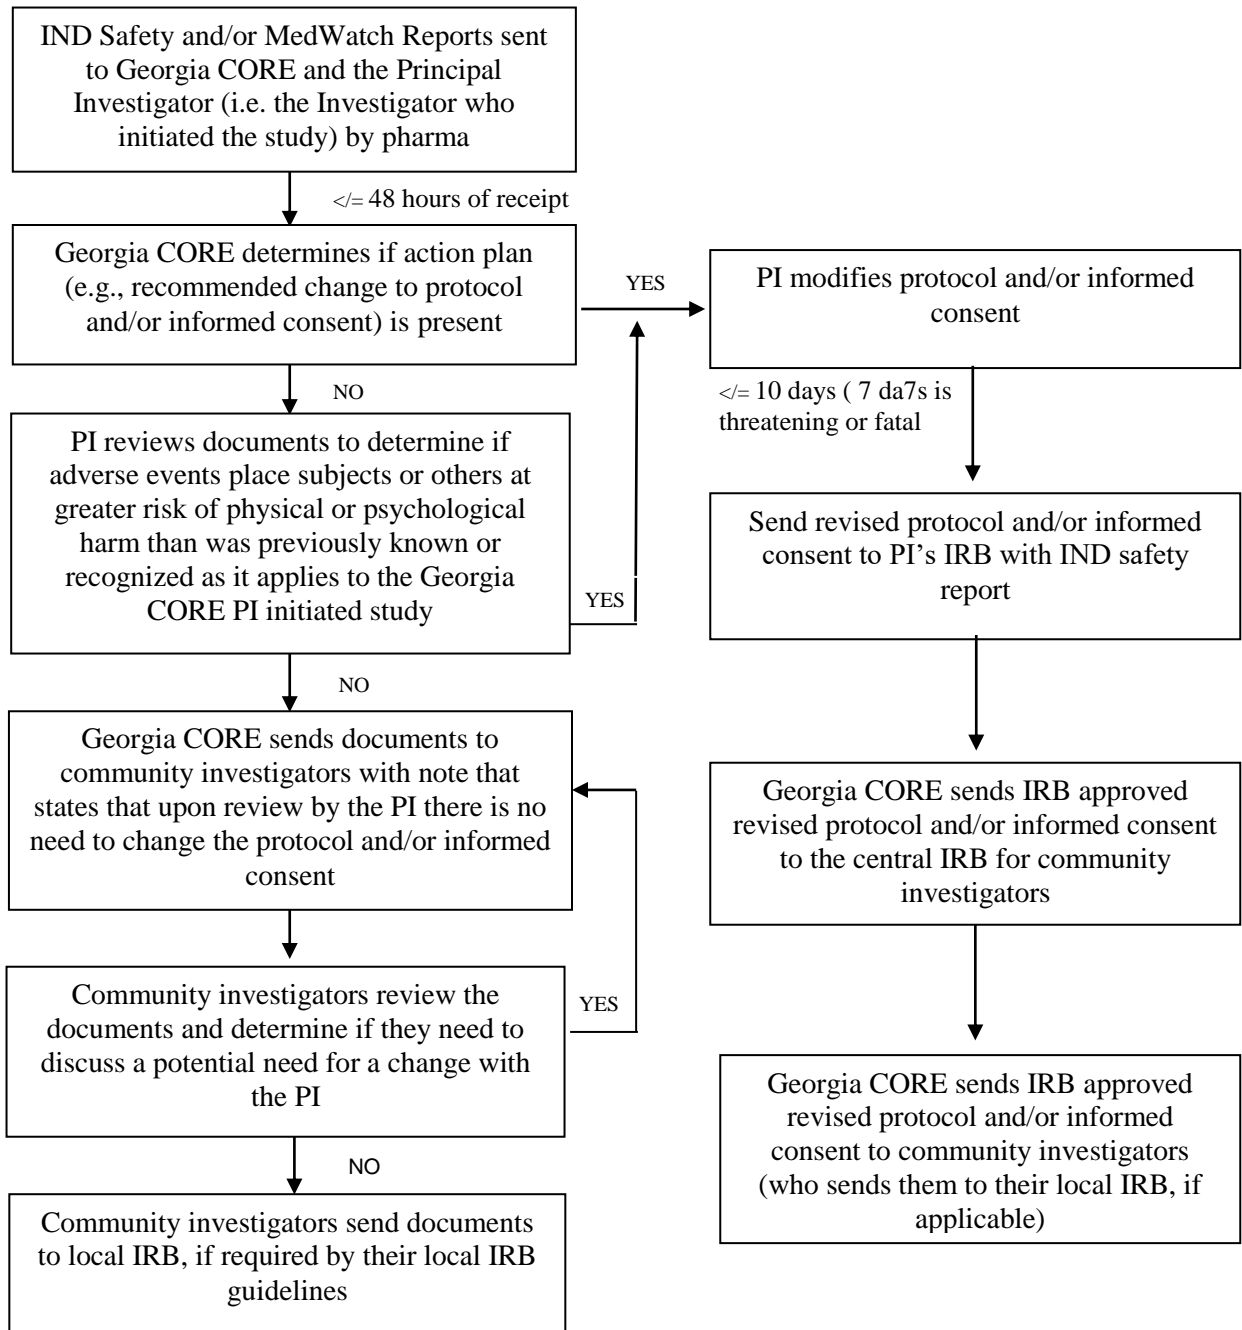 IND Safety and/or MedWatch Reports sent
to Georgia CORE and the Principal
Investigator (i.e. the Investigator who
initiated the study) by pharma
</= 48 hours of receipt
Georgia CORE determines if action plan
(e.g., recommended change to protocol
and/or informed consent) is present
YES
PI modifies protocol and/or informed
consent
NO
</= 10 days ( 7 da7s is
threatening or fatal
PI reviews documents to determine if
adverse events place subjects or others at
greater risk of physical or psychological
harm than was previously known or
recognized as it applies to the Georgia
CORE PI initiated study
YES
Send revised protocol and/or informed
consent to PI’s IRB with IND safety
report
NO
Georgia CORE sends documents to
community investigators with note that
states that upon review by the PI there is no
need to change the protocol and/or informed
consent
Georgia CORE sends IRB approved
revised protocol and/or informed consent
to the central IRB for community
investigators
Community investigators review the
documents and determine if they need to
discuss a potential need for a change with
the PI
YES
Georgia CORE sends IRB approved
revised protocol and/or informed
consent to community investigators
(who sends them to their local IRB, if
applicable)
NO
Community investigators send documents
to local IRB, if required by their local IRB
guidelines